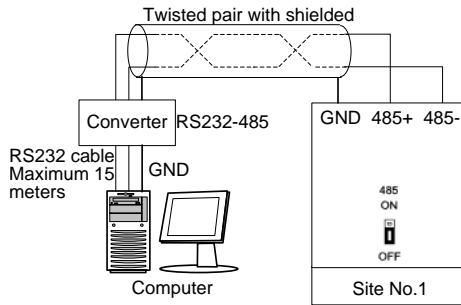 Twisted pair with shielded
Converter RS232-485
GND 485+ 485-
RS232 cable
Maximum 15
meters
GND
485
ON
OFF
Computer
Site No.1